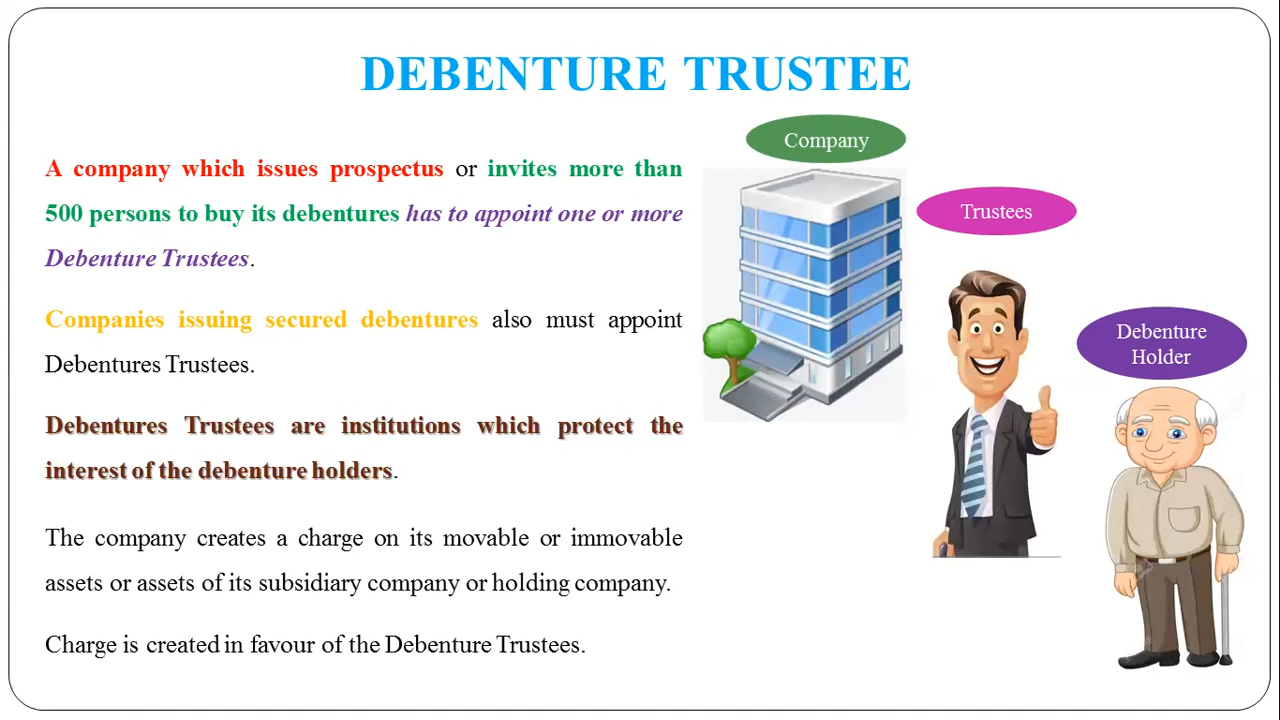 DEBENTURE TRUSTEE
A company which issues prospectus or invites more than
500 persons to buy its debentures has to appoint one or more
Debenture Trustees.
Companies issuing secured debentures also must appoint
Debentures Trustees.
Debentures Trustees are institutions which protect the
interest of the debenture holders.
The company creates a charge on its movable or immovable
assets or assets of its subsidiary company or holding company.
Charge is created in favour of the Debenture Trustees.
Company
Trustees
Debenture
Holder